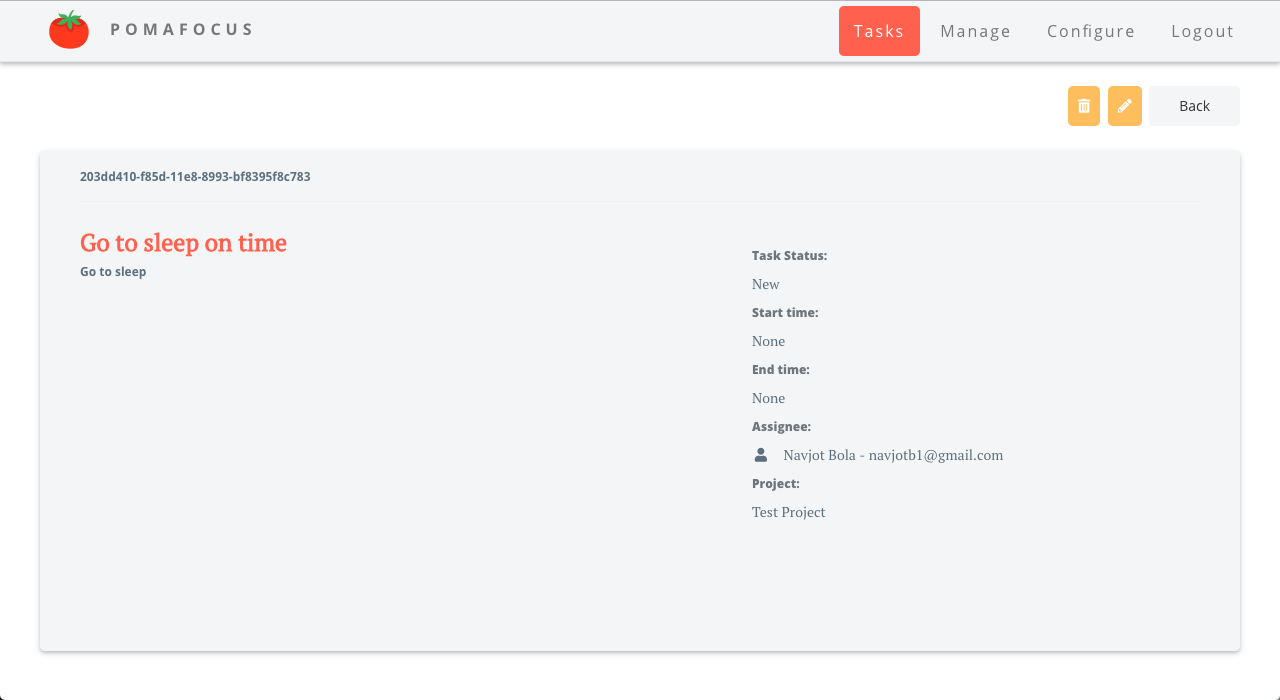 POMAFOCUS
Tasks
Manage
Configure
Logout
Back
203dd410-f85d-11e8-8993-bf8395f8c783
Go to sleep on time
Go to sleep
Task Status:
New
Start time:
None
End time:
None
Assignee:
Navjot Bola - navjotb1@gmail.com
Project:
Test Project